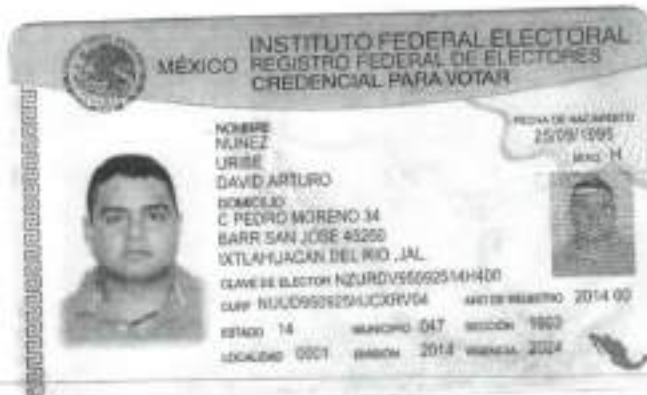 MÉXICO
INSTITUTO FEDERAL ELECTORAL
REGISTRO FEDERAL DE ELECTORES
CREDENCIAL PARA VOTAR
NOMBRE
NUNEZ
URIBE
DAVID ARTURO
FECHA DE NACIMIENTO
25/09/1995
SEXO H
DOMICILIO
C PEDRO MORENO 34
BARR SAN JOSE 45260
IXTLAHUACAN DEL RIO ,JAL.
CLAVE DE ELECTOR NZURDV95092514H400
CURP AÑO DE REGISTRO 2014 00
ESTADO 14 MUNICIPIO 047 SECCIÓN
LOCALIDAD 0001 EMISIÓN 2014 VIGENCIA 2024